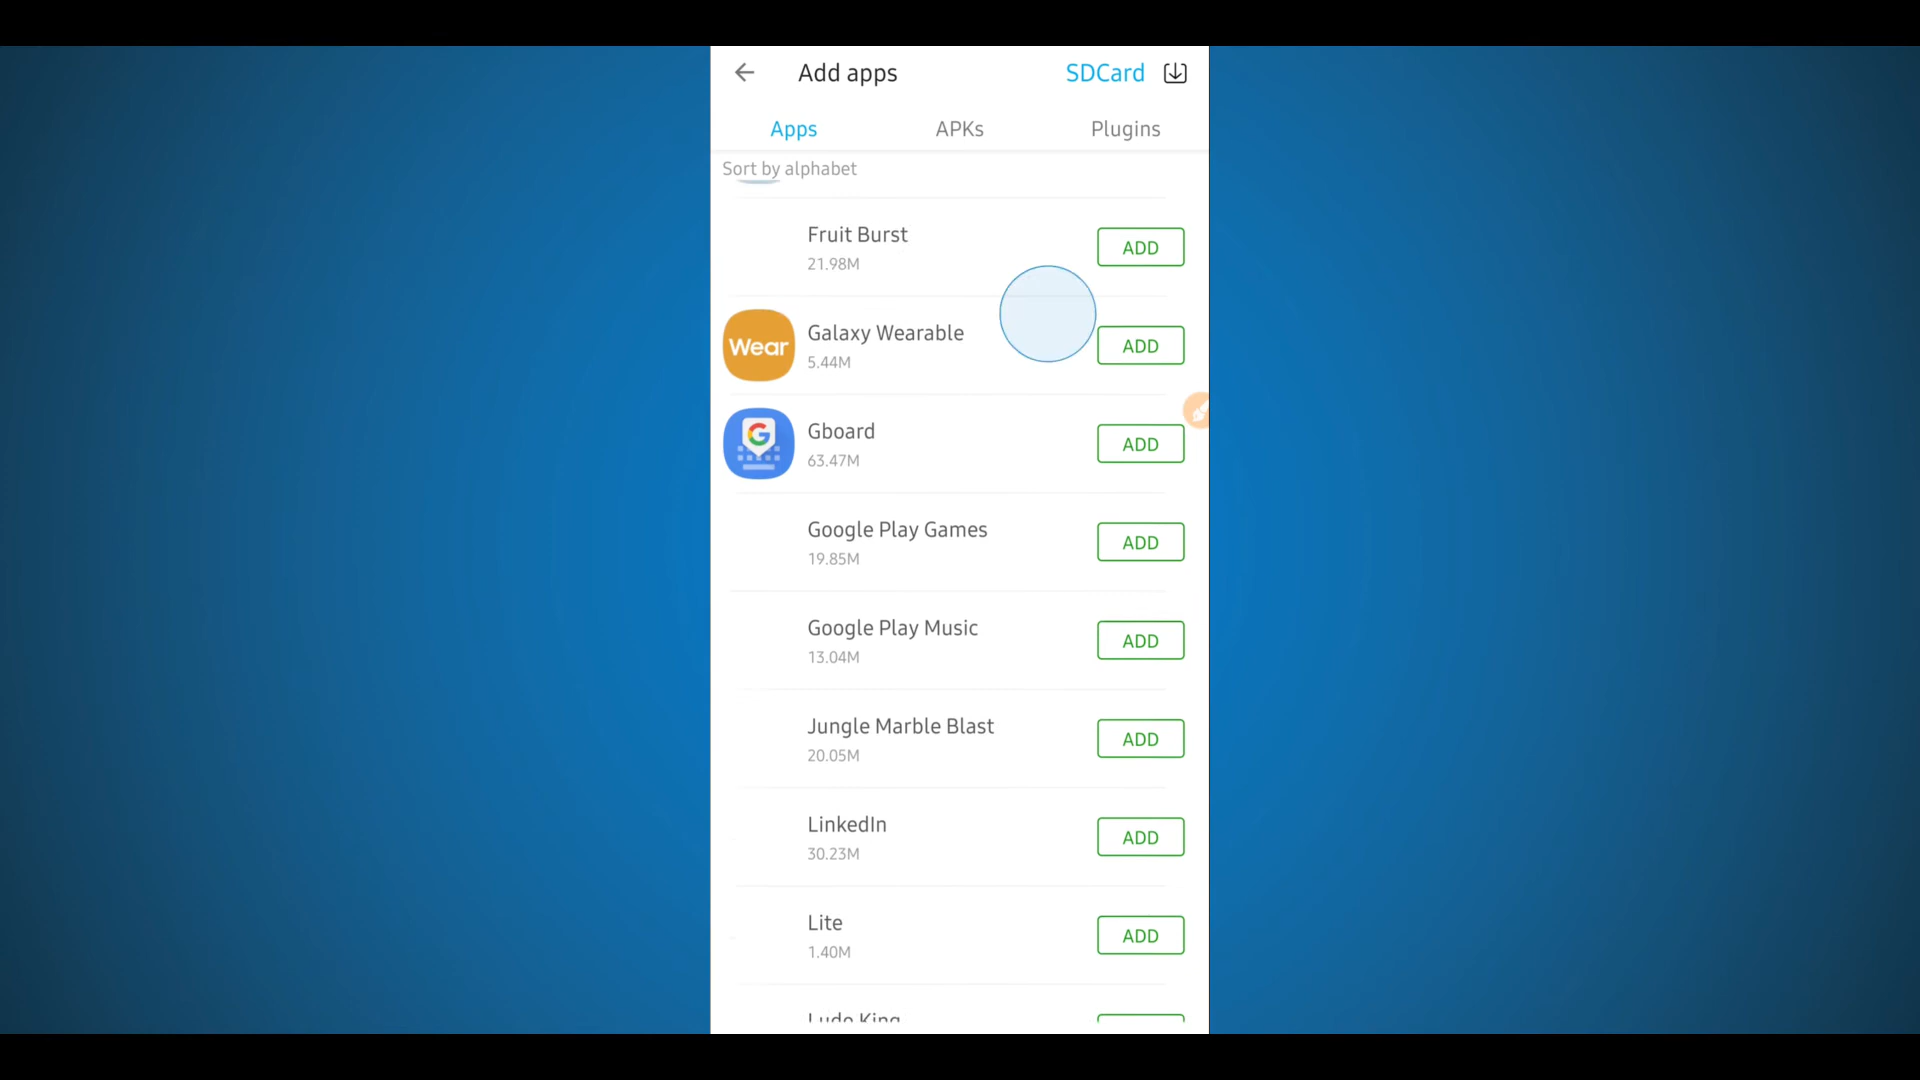 Add apps
SDCard
Apps
APKs
Plugins
Sort by alphabet
Fruit Burst
21.98M
ADD
Wear
Galaxy Wearable
5.44M
ADD
G
Gboard
63.47M
ADD
Google Play Games
19.85M
ADD
Google Play Music
13.04M
ADD
Jungle Marble Blast
20.05M
ADD
LinkedIn
30.23M
ADD
Lite
1.40M
ADD
Ludo King